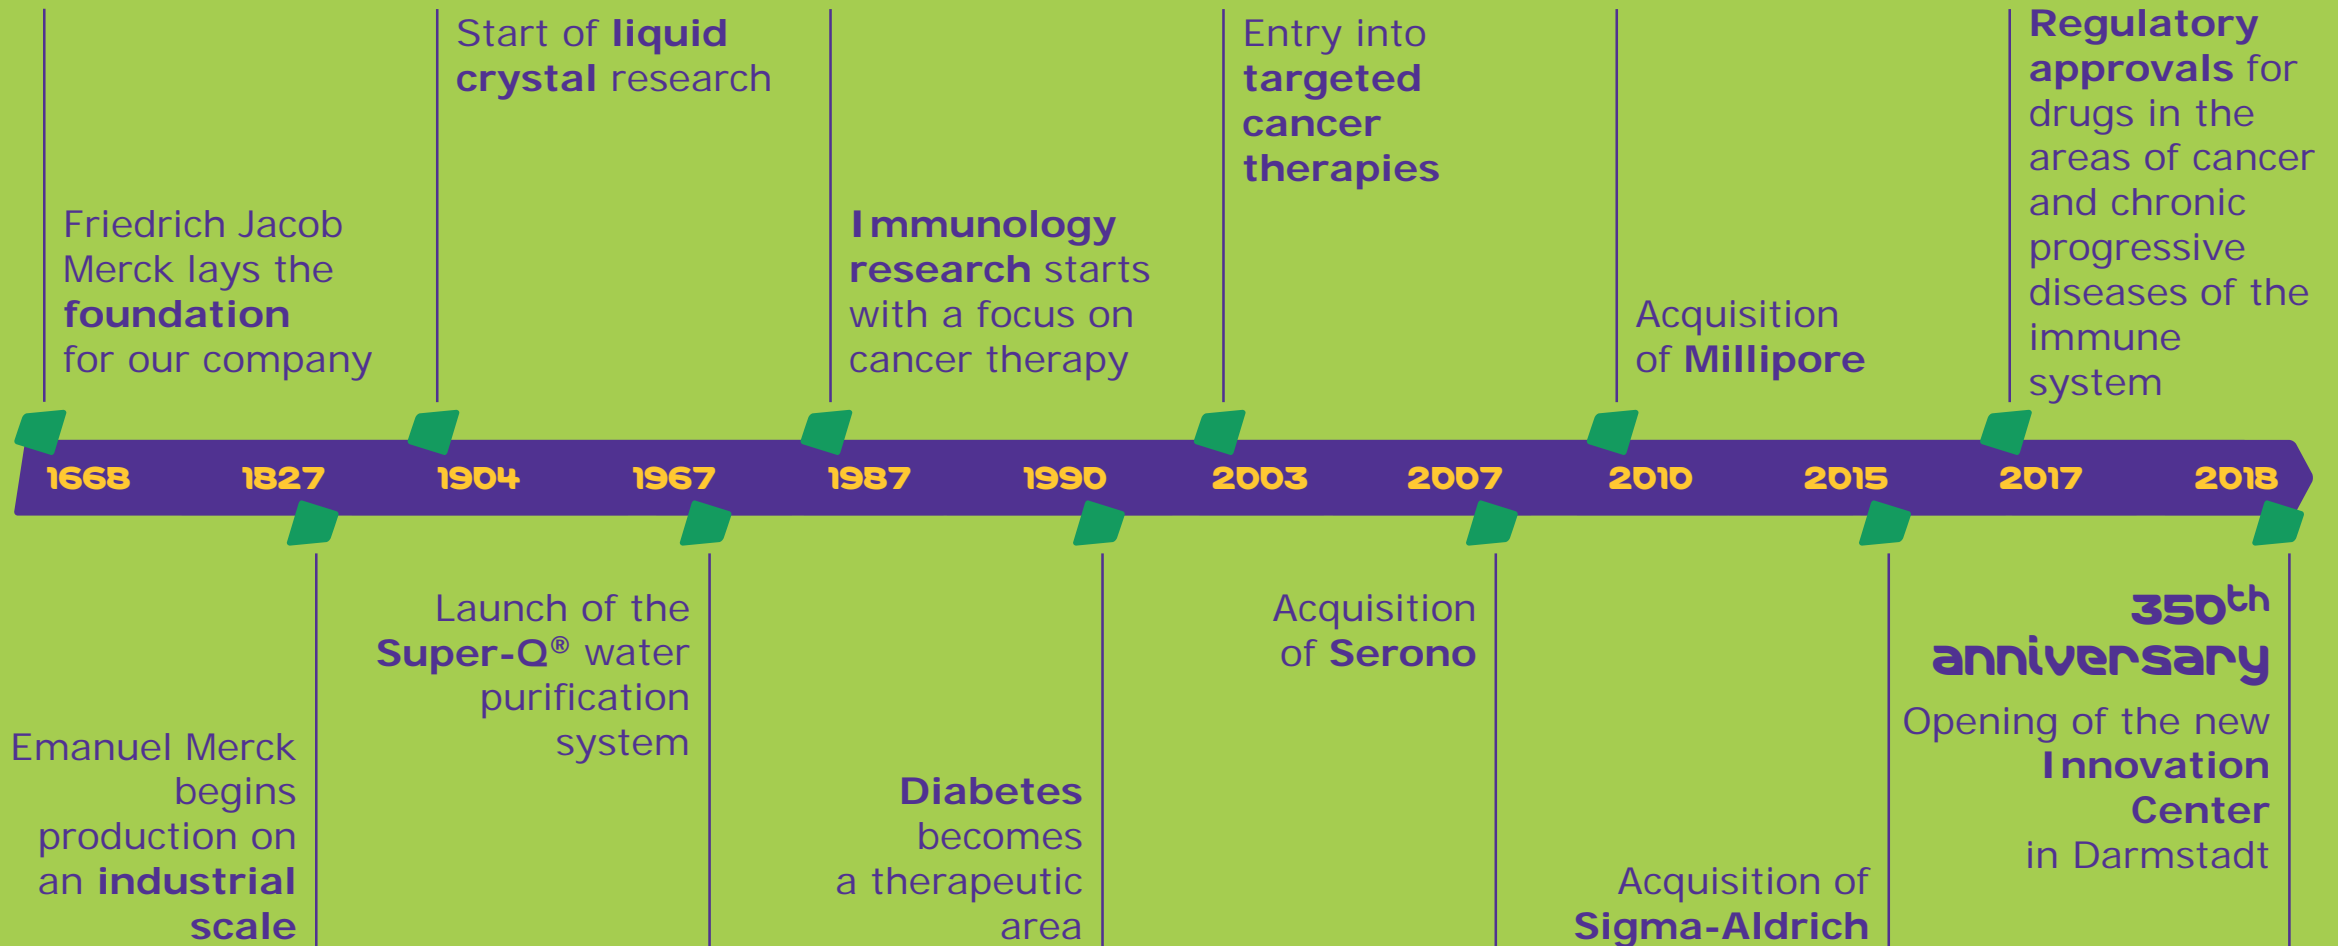 Friedrich Jacob
Merck lays the
foundation
for our company
Start of liquid
crystal research
Immunology
research starts
with a focus on
cancer therapy
Entry into
targeted
cancer
therapies
Acquisition
of Millipore
Regulatory
approvals for
drugs in the
areas of cancer
and chronic
progressive
diseases of the
immune
system
1668 1827 1904 1967 1987 1990 2003 2007 2010 2015 2017 2018
Emanuel Merck
begins
production on
an industrial
scale
Launch of the
Super-Q® water
purification
system
Diabetes
becomes
a therapeutic
area
Acquisition
of Serono
Acquisition of
Sigma-Aldrich
350th
anniversary
Opening of the new
Innovation
Center
in Darmstadt